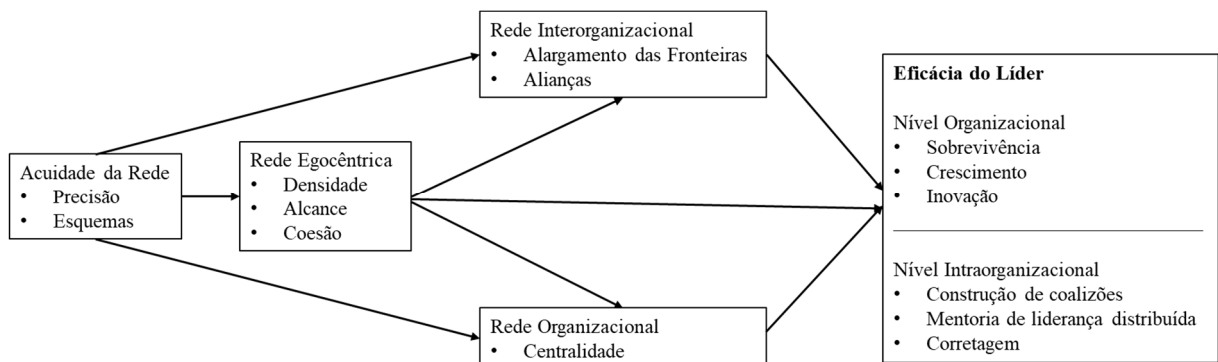 Rede Interorganizacional
• Alargamento das Fronteiras
• Alianças
Acuidade da Rede
• Precisão
• Esquemas
Rede Egocêntrica
• Densidade
• Alcance
• Coesão
Rede Organizacional
• Centralidade
Eficácia do Líder
Nível Organizacional
• Sobrevivência
• Crescimento
• Inovação
Nível Intraorganizacional
• Construção de coalizões
• Mentoria de liderança distribuída
• Corretagem